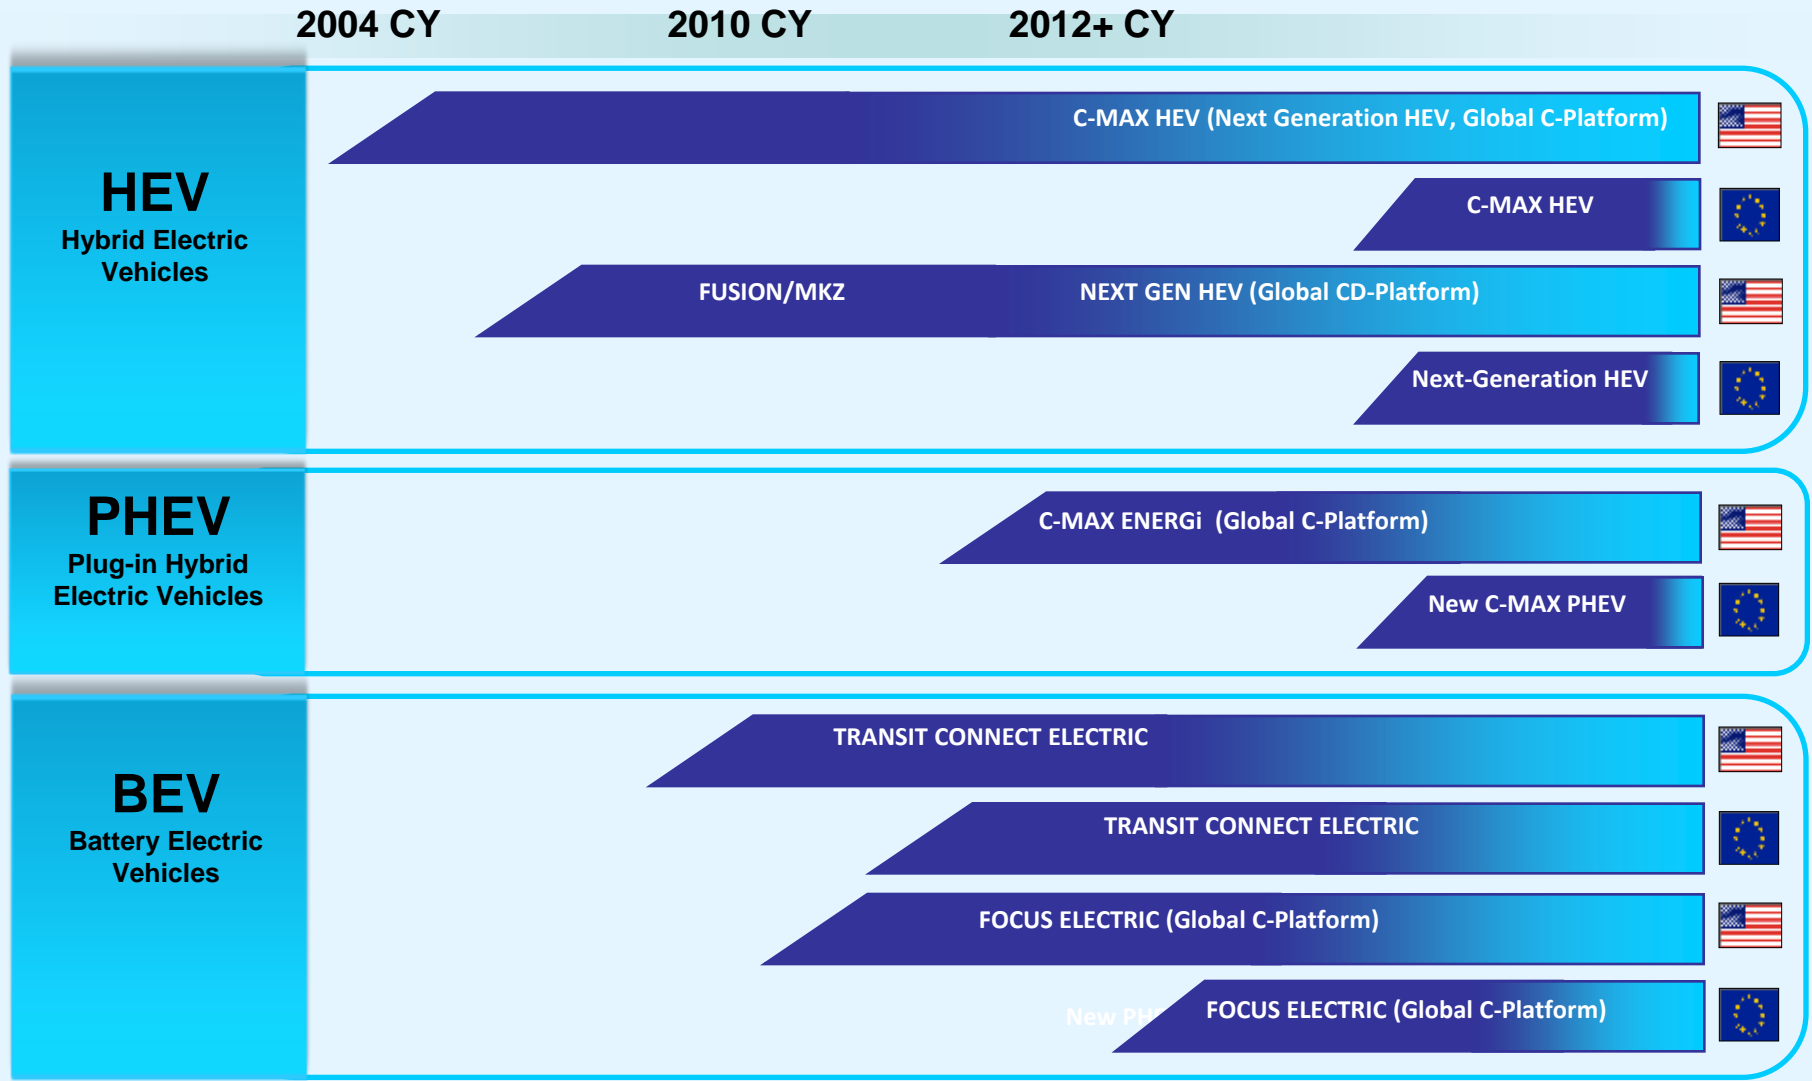 2004 CY 2010 CY 2012+ CY
HEV
Hybrid Electric
Vehicles
C-MAX HEV (Next Generation HEV, Global C-Platform)
C-MAX HEV
FUSION/MKZ NEXT GEN HEV (Global CD-Platform)
Next-Generation HEV
PHEV
Plug-in Hybrid
Electric Vehicles
C-MAX ENERGi (Global C-Platform)
New C-MAX PHEV
BEV
Battery Electric
Vehicles
TRANSIT CONNECT ELECTRIC
TRANSIT CONNECT ELECTRIC
FOCUS ELECTRIC (Global C-Platform)
New
FOCUS ELECTRIC (Global C-Platform)